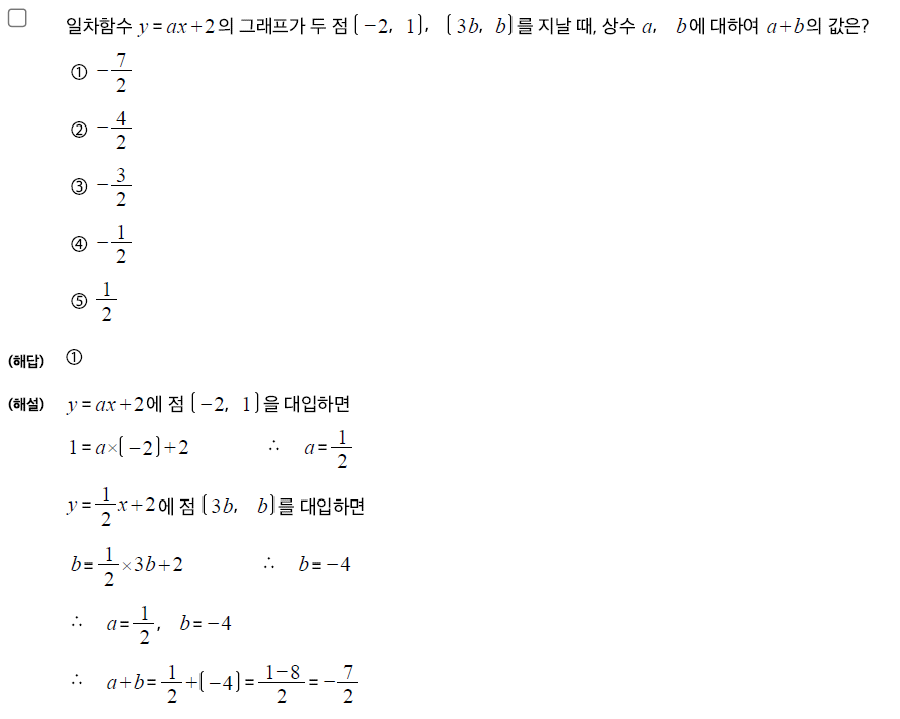 일차함수 y=ax+2의 그래프가 두 점 (-2, 1), (3b, b)를 지날 때, 상수 a, b에 대하여 a+b의 값은?
① -7/2
② -4/2
③ -3/2
④ -1/2
⑤ 1/2
(해답) ①
(해설) y=ax+2에 점 (-2, 1)을 대입하면
1=a×(-2)+2 ∴ a=1/2
y=1/2x+2에 점 (3b, b)를 대입하면
b=1/2×3b+2 ∴ b=-4
∴ a=1/2, b=-4
∴ a+b=1/2+(-4)=1-8/2=-7/2